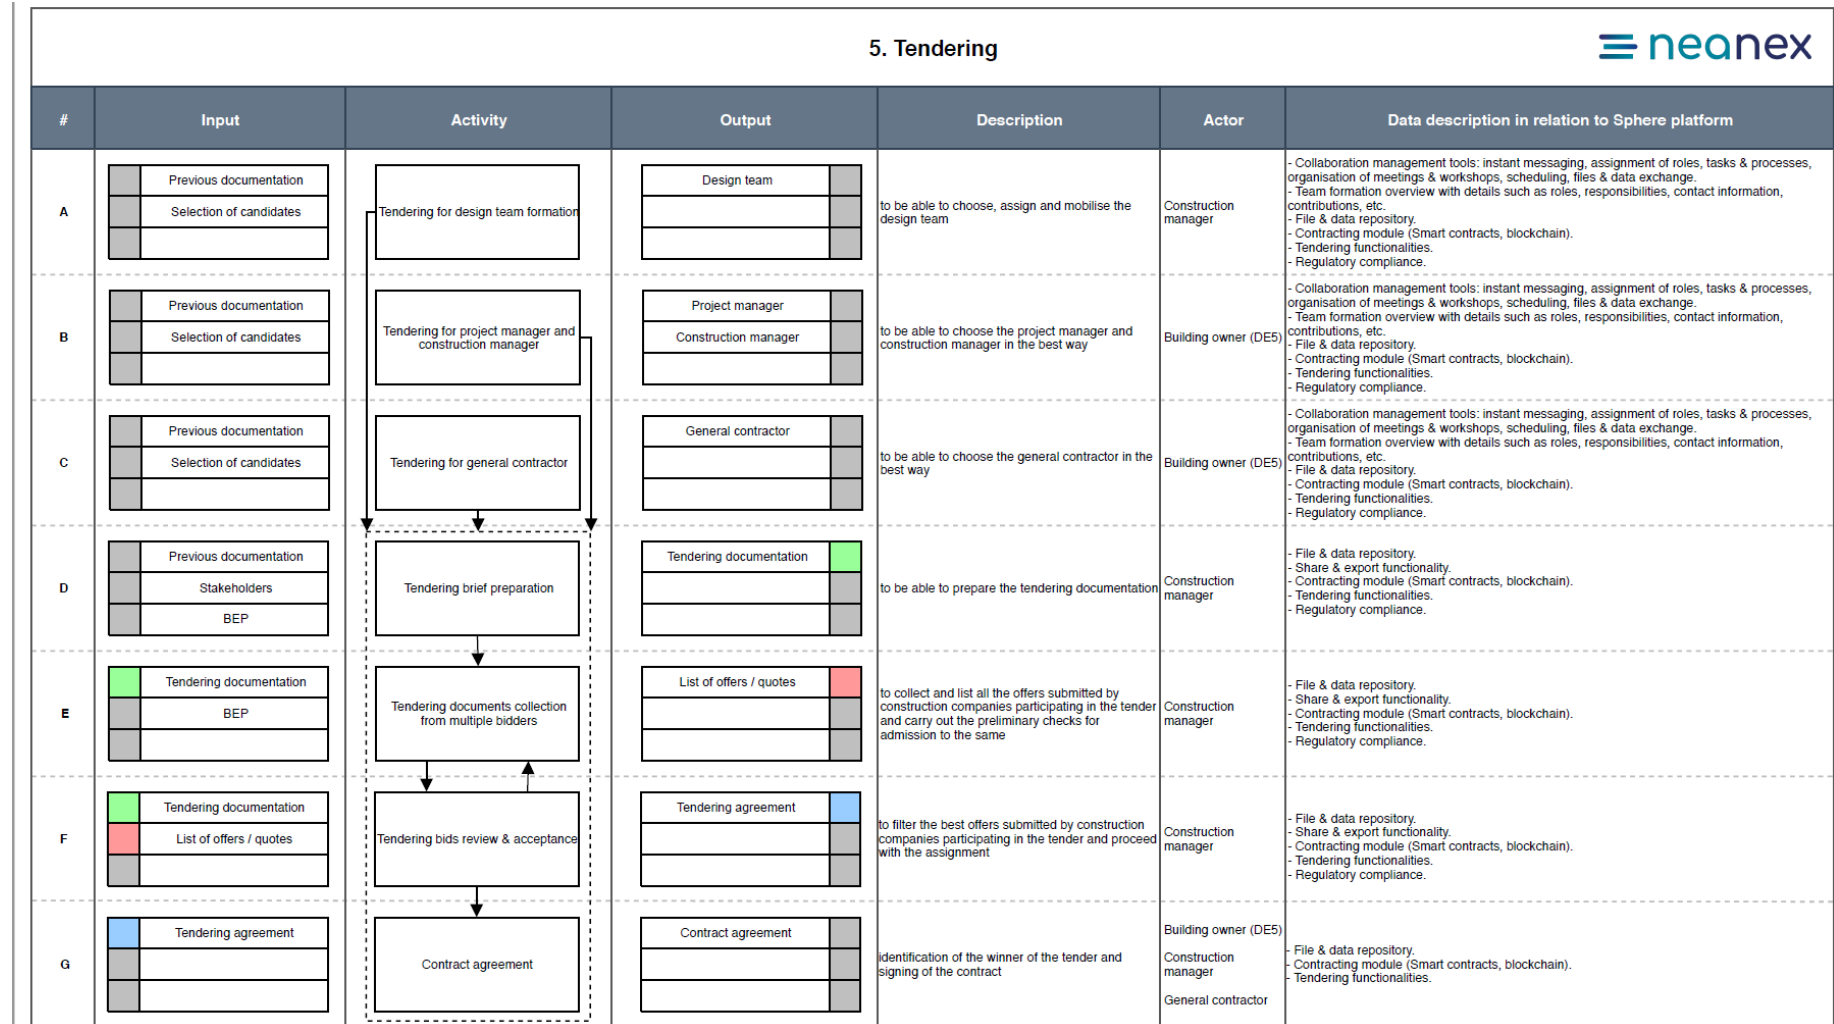 5. Tendering
neanex
# Input Activity Output Description Actor Data description in relation to Sphere platform
A
Previous documentation
Selection of candidates
Tendering for design team formation
Design team
to be able to choose, assign and mobilise the
design team
Construction
manager
- Collaboration management tools: instant messaging, assignment of roles, tasks & processes,
organisation of meetings & workshops, scheduling, files & data exchange.
- Team formation overview with details such as roles, responsibilities, contact information,
contributions, etc.
- File & data repository.
- Contracting module (Smart contracts, blockchain).
- Tendering functionalities.
- Regulatory compliance.
B
Previous documentation
Selection of candidates
Tendering for project manager and
construction manager
Project manager
Construction manager
to be able to choose the project manager and
construction manager in the best way
Building owner (DE5)
- Collaboration management tools: instant messaging, assignment of roles, tasks & processes,
organisation of meetings & workshops, scheduling, files & data exchange.
- Team formation overview with details such as roles, responsibilities, contact information,
contributions, etc.
- File & data repository.
- Contracting module (Smart contracts, blockchain).
- Tendering functionalities.
- Regulatory compliance.
C
Previous documentation
Selection of candidates
Tendering for general contractor
General contractor
to be able to choose the general contractor in the
best way
Building owner (DE5)
- Collaboration management tools: instant messaging, assignment of roles, tasks & processes,
organisation of meetings & workshops, scheduling, files & data exchange.
- Team formation overview with details such as roles, responsibilities, contact information,
contributions, etc.
- File & data repository.
- Contracting module (Smart contracts, blockchain).
- Tendering functionalities.
- Regulatory compliance.
D
Previous documentation
Stakeholders
BEP
Tendering brief preparation
Tendering documentation
to be able to prepare the tendering documentation
Construction
manager
- File & data repository.
- Share & export functionality.
- Contracting module (Smart contracts, blockchain).
- Tendering functionalities.
- Regulatory compliance.
E
Tendering documentation
BEP
Tendering documents collection
from multiple bidders
List of offers / quotes
to collect and list all the offers submitted by
construction companies participating in the tender
and carry out the preliminary checks for
admission to the same
Construction
manager
- File & data repository.
- Share & export functionality.
- Contracting module (Smart contracts, blockchain).
- Tendering functionalities.
- Regulatory compliance.
F
Tendering documentation
List of offers / quotes
Tendering bids review & acceptance
Tendering agreement
to filter the best offers submitted by construction
companies participating in the tender and proceed
with the assignment
Construction
manager
- File & data repository.
- Share & export functionality.
- Contracting module (Smart contracts, blockchain).
- Tendering functionalities.
- Regulatory compliance.
G
Tendering agreement
Contract agreement
Contract agreement
identification of the winner of the tender and
signing of the contract
Building owner (DE5)
Construction
manager
General contractor
- File & data repository.
- Contracting module (Smart contracts, blockchain).
- Tendering functionalities.